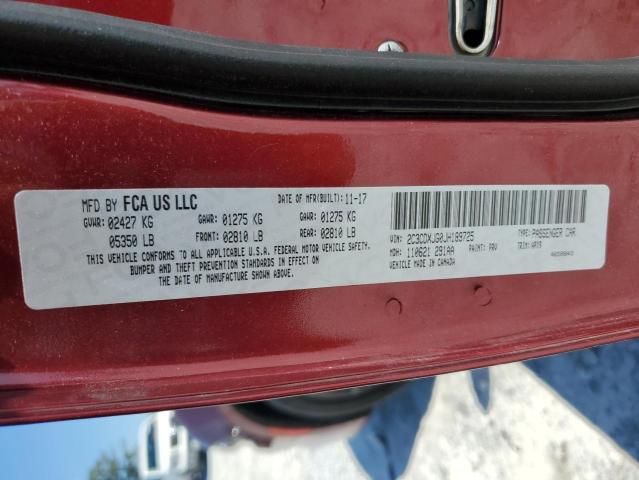 MFD BY FCA US LLC
DATE OF MFR(BUILT): 11-17
GVWR: 02427 KG GAWR: 01275 KG GAWR: 01275 KG
05350 LB FRONT: 02810 LB REAR: 02810 LB
THIS VEHICLE CONFORMS TO ALL APPLICABLE U.S.A. FEDERAL MOTOR VEHICLE SAFETY,
BUMPER AND THEFT PREVENTION STANDARDS IN EFFECT ON
THE DATE OF MANUFACTURE SHOWN ABOVE.
VIN: 2C3CDXJG0JH189725 TYPE: PASSENGER CAR
MDH: 110621 291AA PAINT: PRV TRIM: APX9
VEHICLE MADE IN CANADA